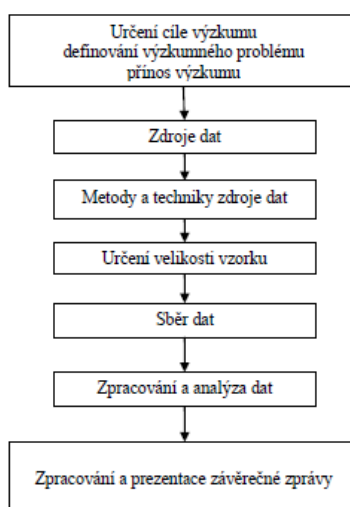 Určení cíle výzkumu
definování výzkumného problému
přínos výzkumu
Zdroje dat
Metody a techniky zdroje dat
Určení velikosti vzorku
Sběr dat
Zpracování a analýza dat
Zpracování a prezentace závěrečné zprávy